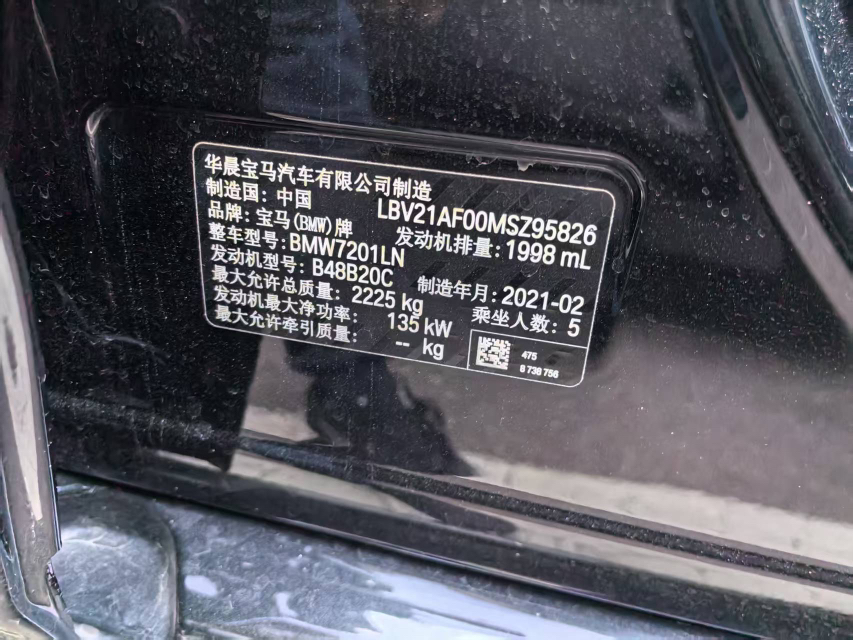 华晨宝马汽车有限公司制造
制造国: 中国 LBV21AF00MSZ95826
品牌: 宝马(BMW)牌 发动机排量: 1998 mL
整车型号: BMW7201LN
发动机型号: B48B20C 制造年月: 2021-02
最大允许总质量: 2225 kg 乘坐人数: 5
发动机最大净功率: 135 kW
最大允许牵引质量: -- kg
475
8 738 756